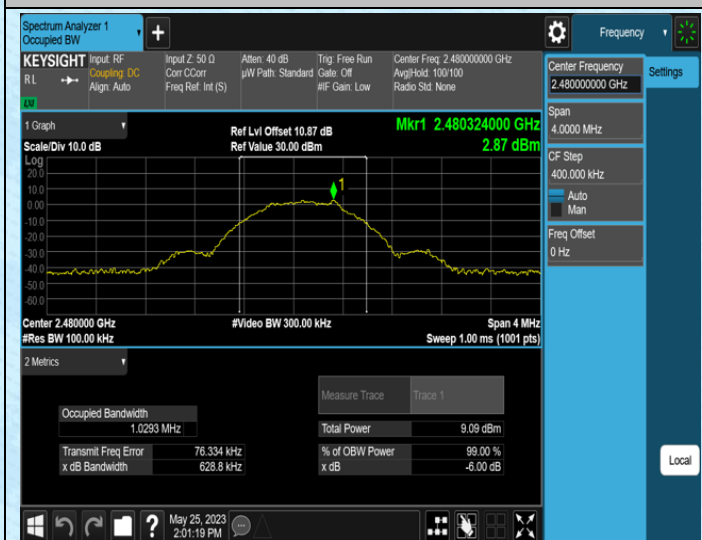 Spectrum Analyzer 1
Occupied BW
Frequency
KEYSIGHT
R L
LXI
Input: RF
Coupling: DC
Align: Auto
Input Z: 50 Ω
Corr CCorr
Freq Ref: Int (S)
Atten: 40 dB
µW Path: Standard
Trig: Free Run
Gate: Off
#IF Gain: Low
Center Freq: 2.480000000 GHz
Avg|Hold: 100/100
Radio Std: None
Center Frequency
2.480000000 GHz
Settings
Span
4.0000 MHz
CF Step
400.000 kHz
Auto
Man
Freq Offset
0 Hz
1 Graph
Scale/Div 10.0 dB
Ref Lvl Offset 10.87 dB
Ref Value 30.00 dBm
Mkr1 2.480324000 GHz
2.87 dBm
Log
20.0
10.0
0.00
-10.0
-20.0
-30.0
-40.0
-50.0
-60.0
1
Center 2.480000 GHz
#Video BW 300.00 kHz
Span 4 MHz
#Res BW 100.00 kHz
Sweep 1.00 ms (1001 pts)
2 Metrics
Measure Trace
Trace 1
Occupied Bandwidth
1.0293 MHz
Total Power
9.09 dBm
Transmit Freq Error
76.334 kHz
% of OBW Power
99.00 %
x dB Bandwidth
628.8 kHz
x dB
-6.00 dB
Local
?
May 25, 2023
2:01:19 PM